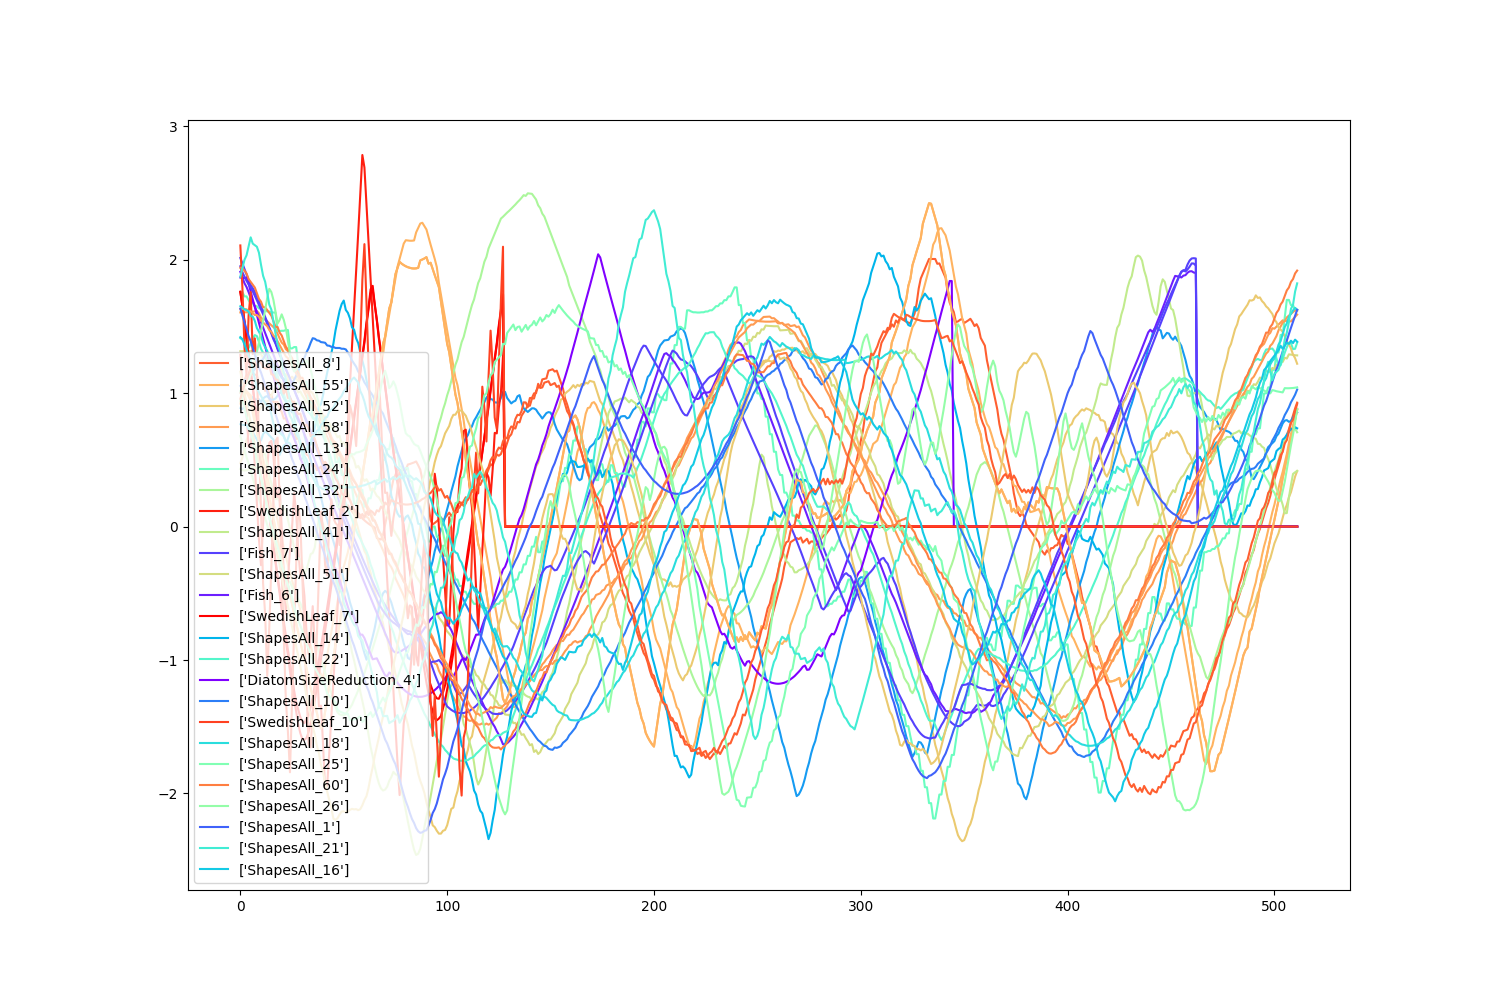 3
2
1
0
−1
−2
['ShapesAll_8']
['ShapesAll_55']
['ShapesAll_52']
['ShapesAll_58']
['ShapesAll_13']
['ShapesAll_24']
['ShapesAll_32']
['SwedishLeaf_2']
['ShapesAll_41']
['Fish_7']
['ShapesAll_51']
['Fish_6']
['SwedishLeaf_7']
['ShapesAll_14']
['ShapesAll_22']
['DiatomSizeReduction_4']
['ShapesAll_10']
['SwedishLeaf_10']
['ShapesAll_18']
['ShapesAll_25']
['ShapesAll_60']
['ShapesAll_26']
['ShapesAll_1']
['ShapesAll_21']
['ShapesAll_16']
0 100 200 300 400 500